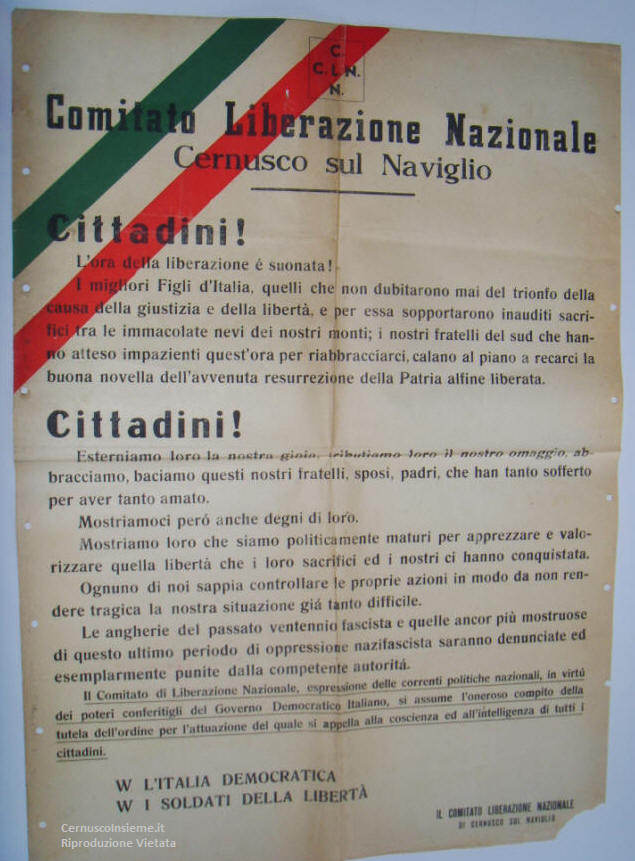 C.
C. L. N.
N.
Comitato Liberazione Nazionale
Cernusco sul Naviglio
Cittadini!
L'ora della liberazione é suonata!
I migliori Figli d'Italia, quelli che non dubitarono mai del trionfo della
causa della giustizia e della libertà, e per essa sopportarono inauditi sacri-
fici tra le immacolate nevi dei nostri monti; i nostri fratelli del sud che han-
no atteso impazienti quest'ora per riabbracciarci, calano al piano a recarci la
buona novella dell'avvenuta resurrezione della Patria alfine liberata.
Cittadini!
Esterniamo loro la nostra gioia, tributiamo loro il nostro omaggio, ab-
bracciamo, baciamo questi nostri fratelli, sposi, padri, che han tanto sofferto
per aver tanto amato.
Mostriamoci peró anche degni di loro.
Mostriamo loro che siamo politicamente maturi per apprezzare e valo-
rizzare quella libertà che i loro sacrifici ed i nostri ci hanno conquistata.
Ognuno di noi sappia controllare le proprie azioni in modo da non ren-
dere tragica la nostra situazione giá tanto difficile.
Le angherie del passato ventennio fascista e quelle ancor più mostruose
di questo ultimo periodo di oppressione nazifascista saranno denunciate ed
esemplarmente punite dalla competente autoritá.
Il Comitato di Liberazione Nazionale, espressione delle correnti politiche nazionali, in virtú
dei poteri conferitigli del Governo Democratico Italiano, si assume l'oneroso compito della
tutela dell'ordine per l'attuazione del quale si appella alla coscienza ed all'intelligenza di tutti i
cittadini.
W L'ITALIA DEMOCRATICA
W I SOLDATI DELLA LIBERTÀ
IL COMITATO LIBERAZIONE NAZIONALE
DI CERNUSCO SUL NAVIGLIO
CernuscoInsieme.it
Riproduzione Vietata